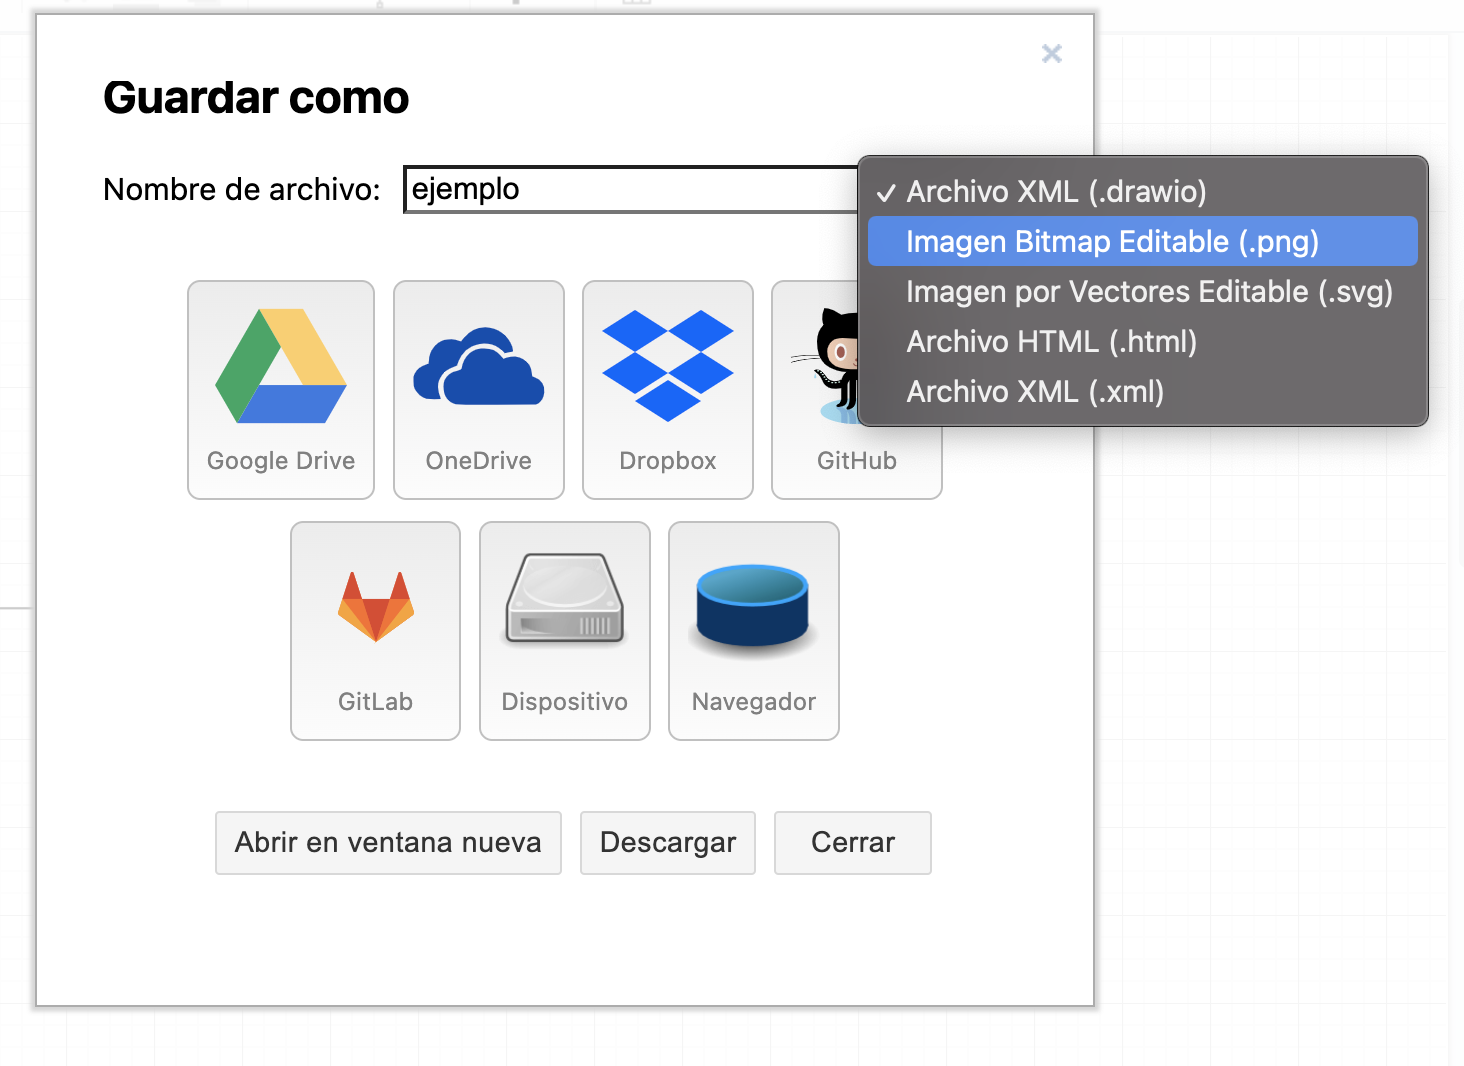 Guardar como
Nombre de archivo: ejemplo
✓ Archivo XML (.drawio)
Imagen Bitmap Editable (.png)
Imagen por Vectores Editable (.svg)
Archivo HTML (.html)
Archivo XML (.xml)
Google Drive
OneDrive
Dropbox
GitHub
GitLab
Dispositivo
Navegador
Abrir en ventana nueva
Descargar
Cerrar